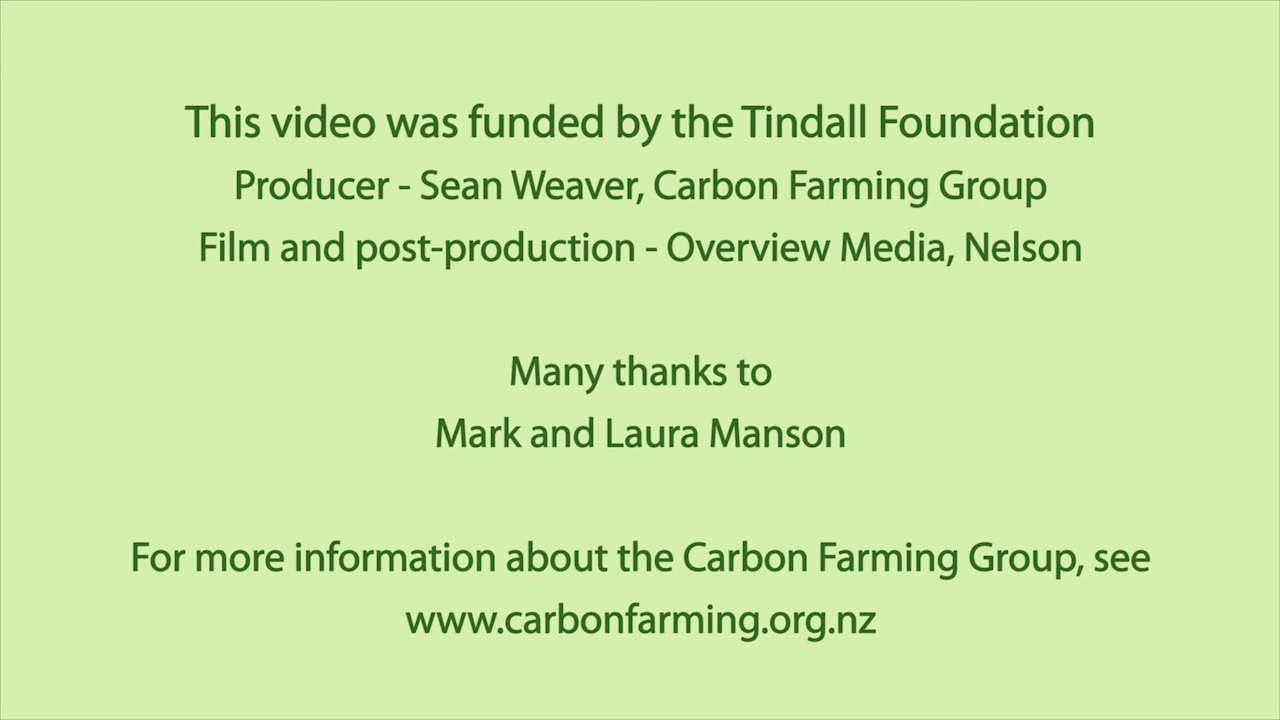 This video was funded by the Tindall Foundation
Producer - Sean Weaver, Carbon Farming Group
Film and post-production - Overview Media, Nelson
Many thanks to
Mark and Laura Manson
For more information about the Carbon Farming Group, see
www.carbonfarming.org.nz